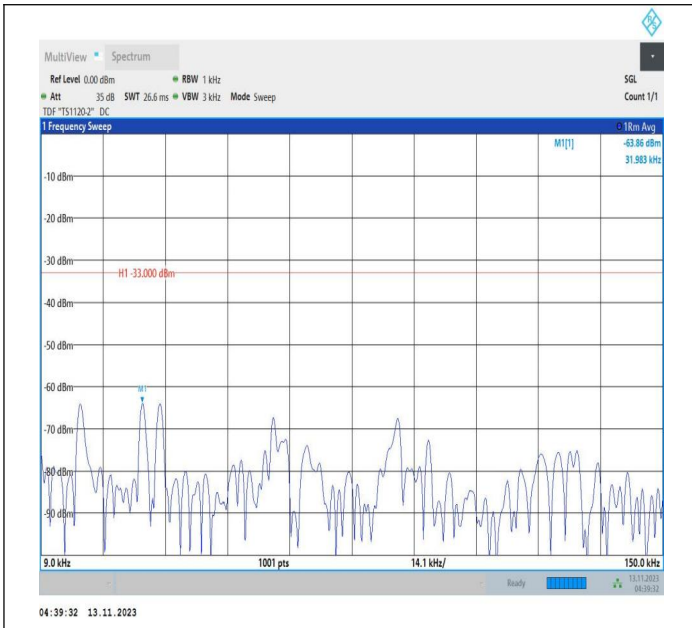 MultiView Spectrum
Ref Level 0.00 dBm RBW 1 kHz SGL
Att 35 dB SWT 26.6 ms VBW 3 kHz Mode Sweep Count 1/1
TDF "TS1120-2" DC
1 Frequency Sweep 1Rm Avg
M1[1] -63.86 dBm
31.983 kHz
-10 dBm
-20 dBm
-30 dBm
H1 -33.000 dBm
-40 dBm
-50 dBm
-60 dBm
M1
-70 dBm
-80 dBm
-90 dBm
9.0 kHz 1001 pts 14.1 kHz/ 150.0 kHz
Ready 13.11.2023
04:39:32
04:39:32 13.11.2023